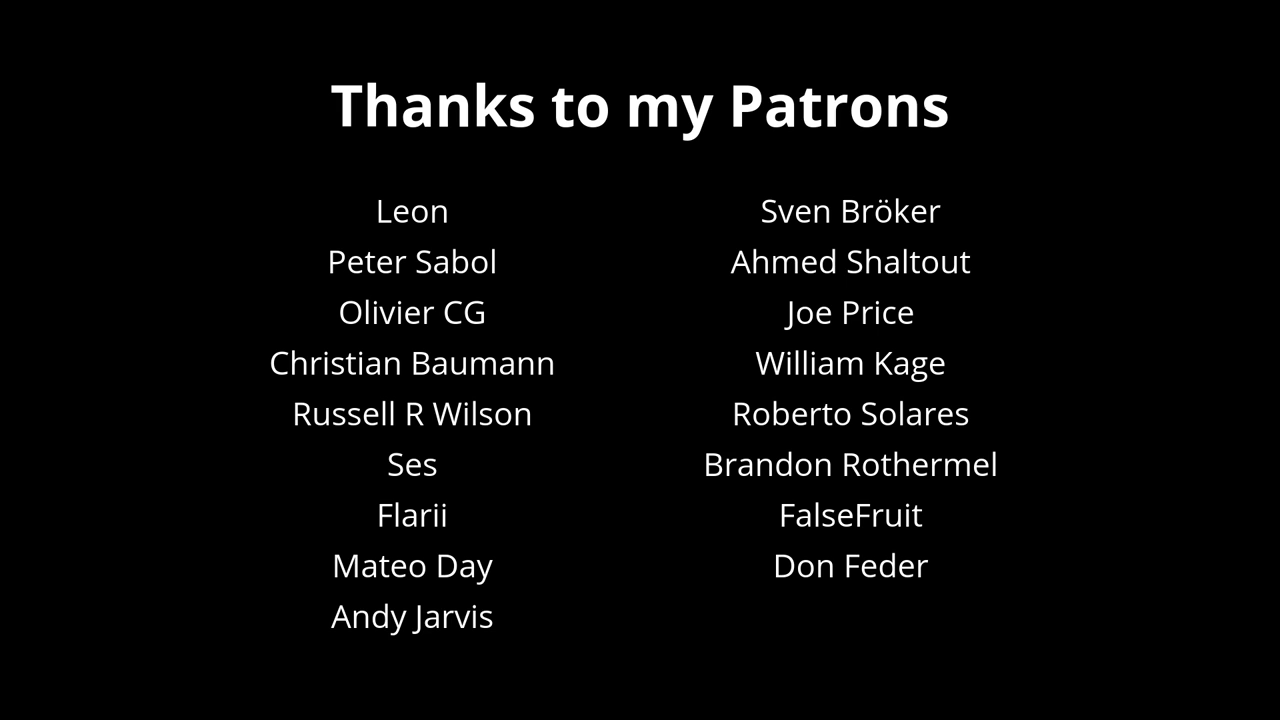 Thanks to my Patrons
Leon
Peter Sabol
Olivier CG
Christian Baumann
Russell R Wilson
Ses
Flarii
Mateo Day
Andy Jarvis
Sven Bröker
Ahmed Shaltout
Joe Price
William Kage
Roberto Solares
Brandon Rothermel
FalseFruit
Don Feder